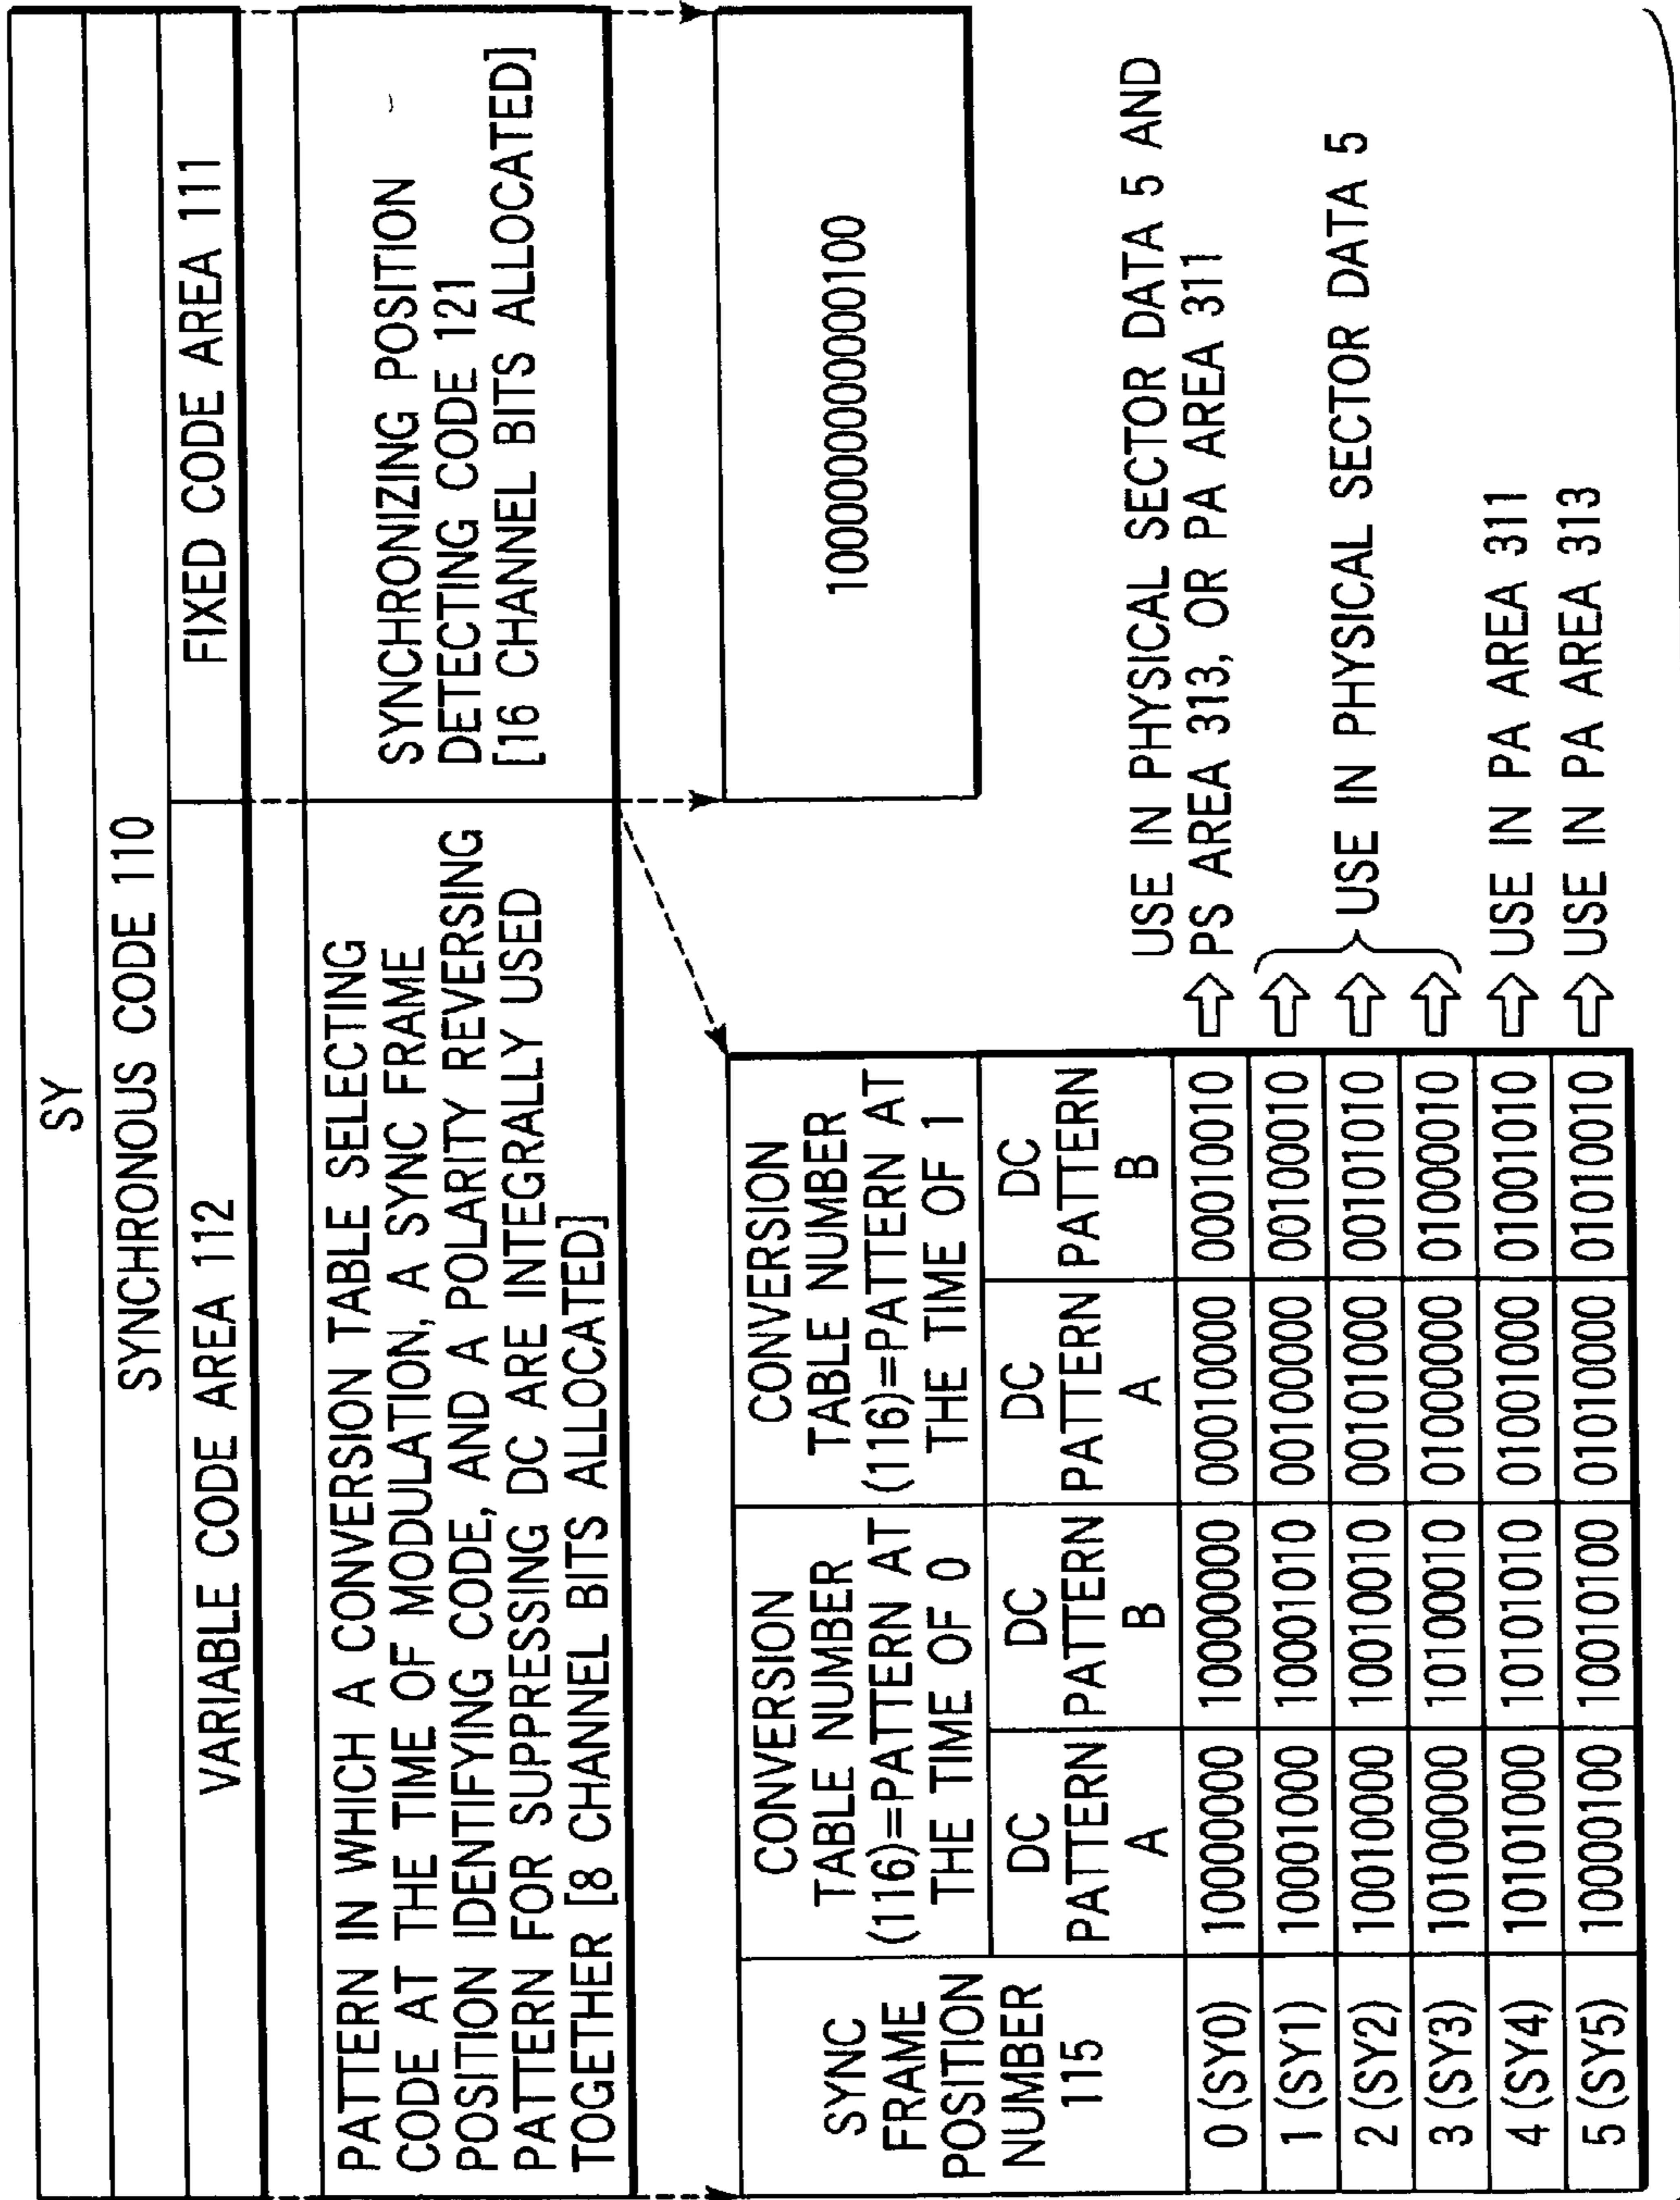 SY
SYNCHRONOUS CODE 110
VARIABLE CODE AREA 112
FIXED CODE AREA 111
PATTERN IN WHICH A CONVERSION TABLE SELECTING
CODE AT THE TIME OF MODULATION, A SYNC FRAME
POSITION IDENTIFYING CODE, AND A POLARITY REVERSING
PATTERN FOR SUPPRESSING DC ARE INTEGRALLY USED
TOGETHER [8 CHANNEL BITS ALLOCATED]
SYNCHRONIZING POSITION
DETECTING CODE 121
[16 CHANNEL BITS ALLOCATED]
1000000000000100
SYNC
FRAME
POSITION
NUMBER
115
CONVERSION
TABLE NUMBER
(116)=PATTERN AT
THE TIME OF 0
CONVERSION
TABLE NUMBER
(116)=PATTERN AT
THE TIME OF 1
DC
PATTERN
A
DC
PATTERN
B
DC
PATTERN
A
DC
PATTERN
B
0 (SY0) 10000000 10000000 00010000 00010010
1 (SY1) 10001000 10001010 00100000 00100010
2 (SY2) 10010000 10010010 00101000 00101010
3 (SY3) 10100000 10100010 01000000 01000010
4 (SY4) 10101000 10101010 01001000 01001010
5 (SY5) 10000100 10010100 01010000 01010010
USE IN PHYSICAL SECTOR DATA 5 AND
PS AREA 313, OR PA AREA 311
USE IN PHYSICAL SECTOR DATA 5
USE IN PA AREA 311
USE IN PA AREA 313